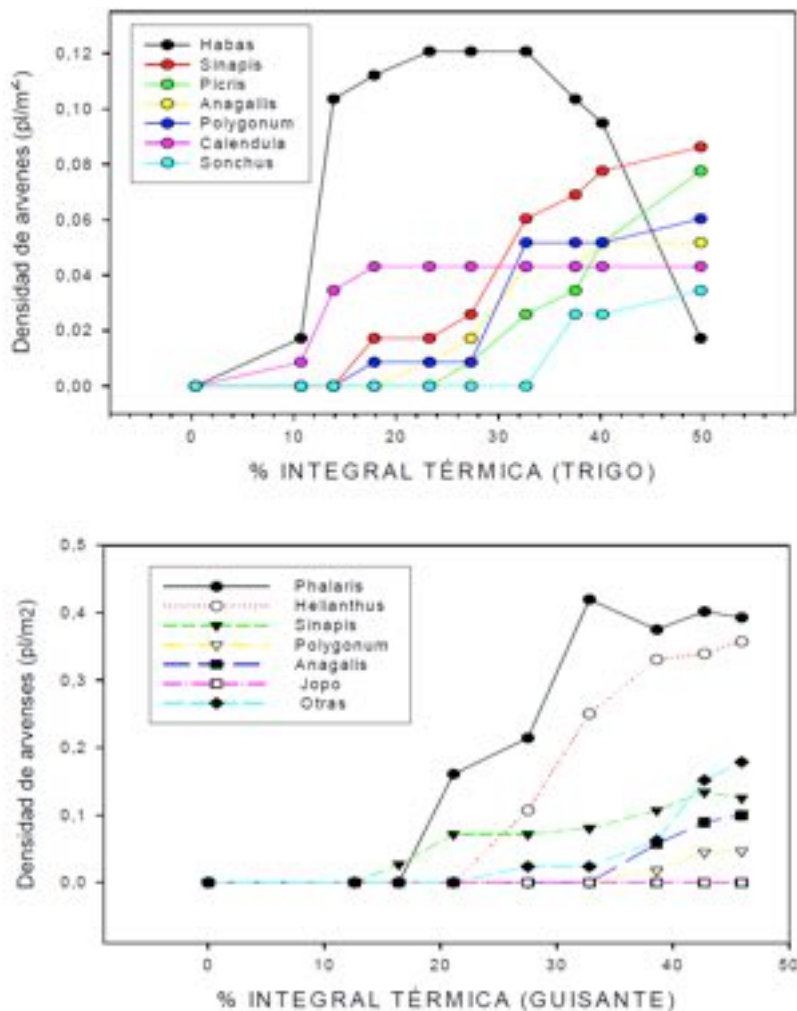 Habas
Sinapis
Picris
Anagallis
Polygonum
Calendula
Sonchus
Densidad de arvenes (pl/m²)
0,12
0,10
0,08
0,06
0,04
0,02
0,00
0 10 20 30 40 50
% INTEGRAL TÉRMICA (TRIGO)
Phalaris
Helianthus
Sinapis
Polygonum
Anagalis
Jopo
Otras
Densidad de arvenses (pl/m2)
0,5
0,4
0,3
0,2
0,1
0,0
0 10 20 30 40 50
% INTEGRAL TÉRMICA (GUISANTE)